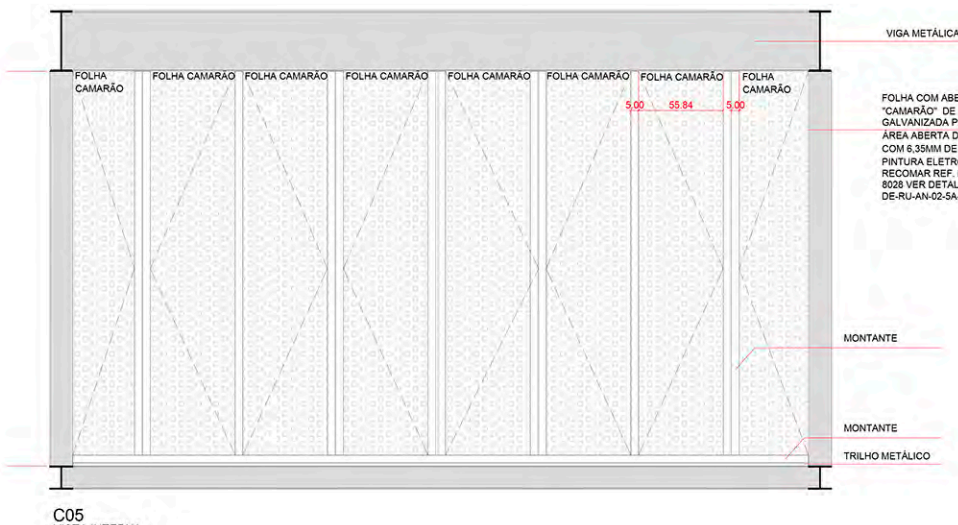 VIGA METÁLICA
FOLHA CAMARÃO
FOLHA CAMARÃO
FOLHA CAMARÃO
FOLHA CAMARÃO
FOLHA CAMARÃO
FOLHA CAMARÃO
FOLHA CAMARÃO
FOLHA CAMARÃO
5.00 55.84 5.00
FOLHA COM ABE
"CAMARÃO" DE
GALVANIZADA P
ÁREA ABERTA D
COM 6,35MM DE
PINTURA ELETR
RECOMAR REF.
8028 VER DETAL
DE-RU-AN-02-5A
MONTANTE
MONTANTE
TRILHO METÁLICO
C05